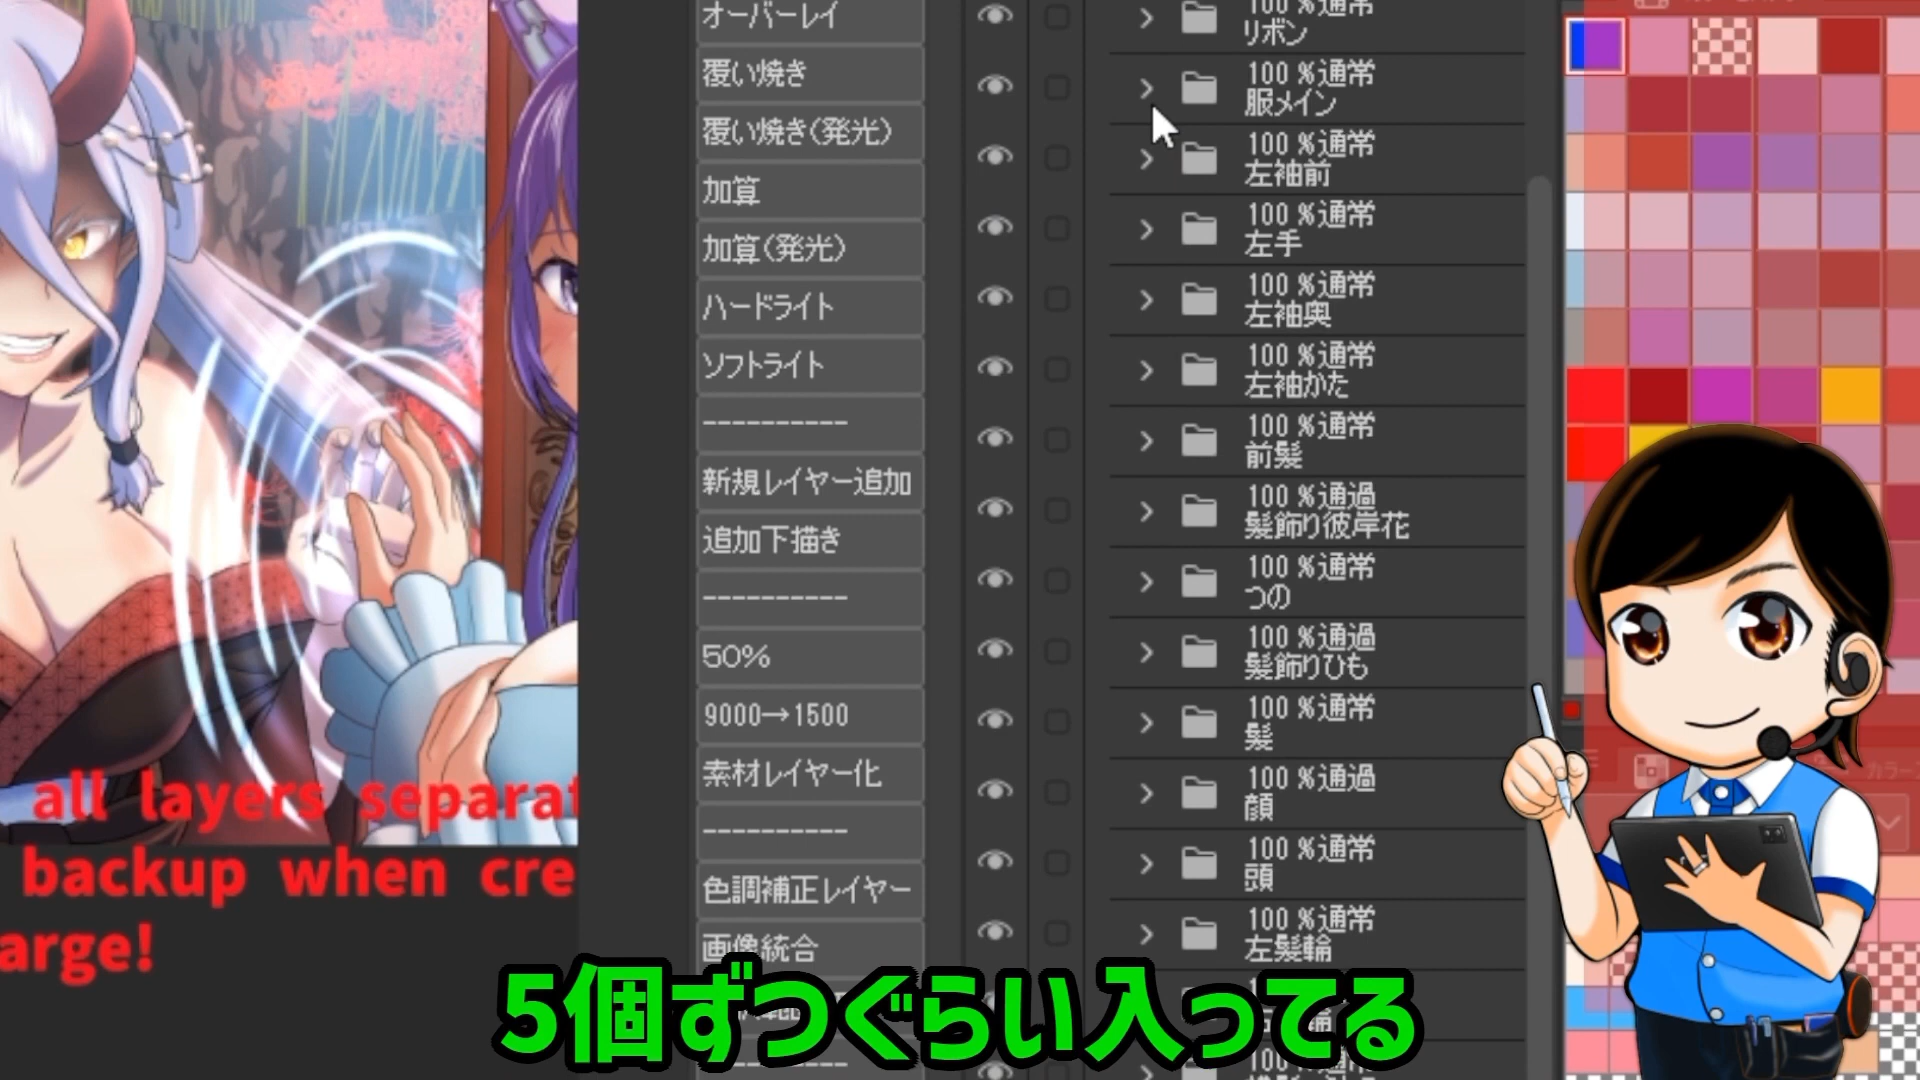 オーバーレイ
覆い焼き
覆い焼き(発光)
加算
加算(発光)
ハードライト
ソフトライト
----------
新規レイヤー追加
追加下描き
----------
50%
9000→1500
素材レイヤー化
----------
色調補正レイヤー
画像統合
100 %通常
リボン
100 %通常
服メイン
100 %通常
左袖前
100 %通常
左手
100 %通常
左袖奥
100 %通常
左袖かた
100 %通常
前髪
100 %通過
髪飾り彼岸花
100 %通常
つの
100 %通過
髪飾りひも
100 %通常
髪
100 %通過
顔
100 %通常
頭
100 %通常
左髪輪
all layers separat
backup when cre
arge!
カラー
5個ずつぐらい入ってる